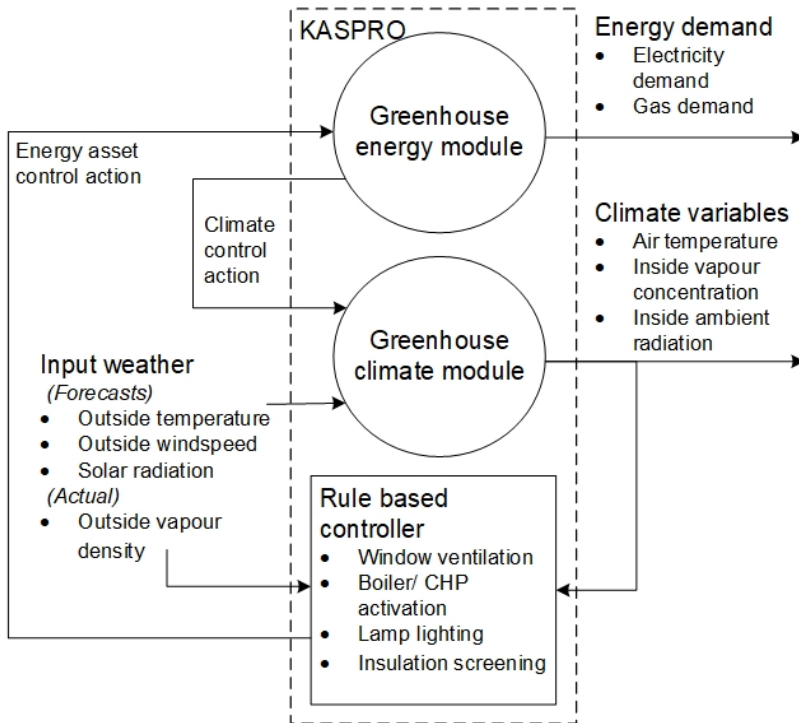 KASPRO
Greenhouse
energy module
Energy demand
• Electricity
demand
• Gas demand
Energy asset
control action
Climate
control
action
Climate variables
• Air temperature
• Inside vapour
concentration
• Inside ambient
radiation
Greenhouse
climate module
Input weather
(Forecasts)
• Outside temperature
• Outside windspeed
• Solar radiation
(Actual)
• Outside vapour
density
Rule based
controller
• Window ventilation
• Boiler/ CHP
activation
• Lamp lighting
• Insulation screening